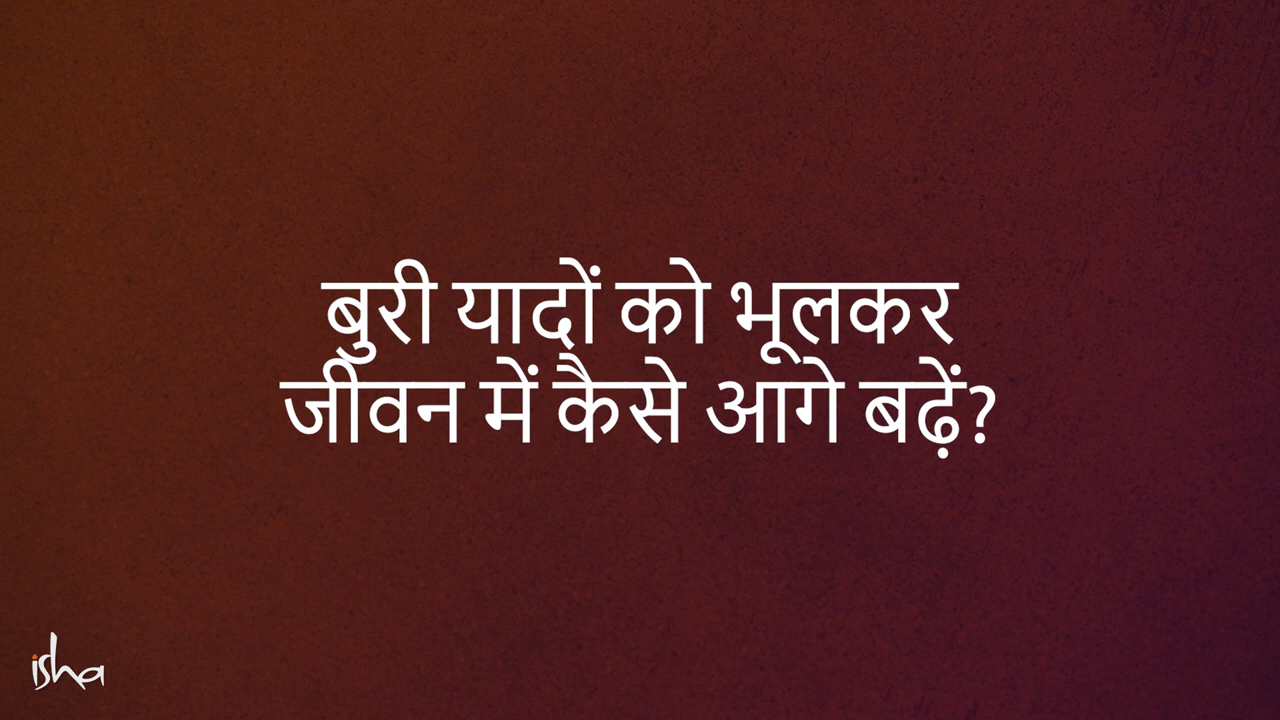 बुरी यादों को भूलकर
जीवन में कैसे आगे बढ़ें?
isha